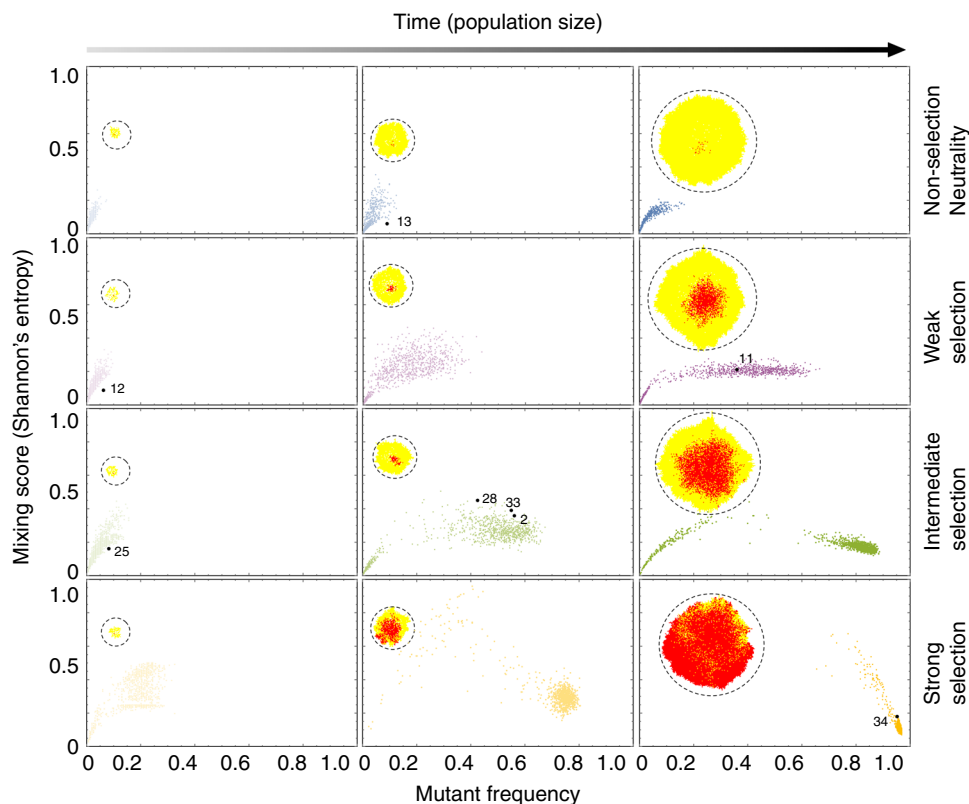 Time (population size)
1.0
0.5
0
13
Non-selection
Neutrality
1.0
0.5
0
12
11
Weak
selection
1.0
0.5
0
25
28
33
2
Intermediate
selection
1.0
0.5
0
34
Strong
selection
Mixing score (Shannon's entropy)
0 0.2 0.4 0.6 0.8 1.0
0 0.2 0.4 0.6 0.8
0 0.2 0.4 0.6 0.8 1.0
Mutant frequency